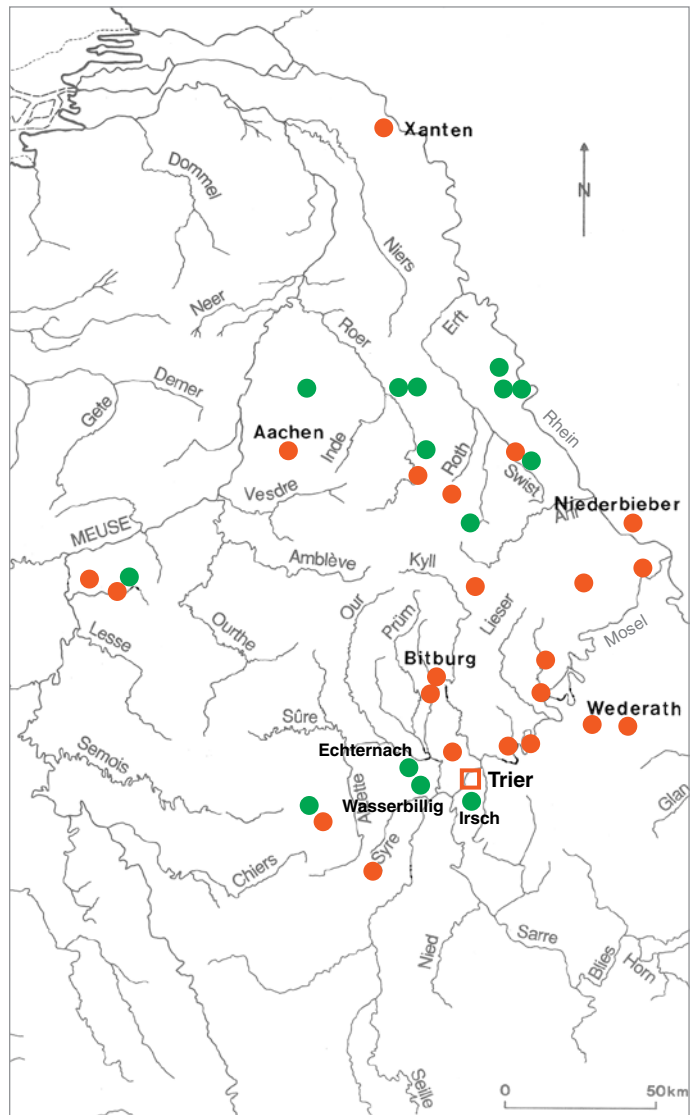 Xanten
N
Dommel
Niers
Neer
Roer
Erft
Demer
Gete
Rhein
Aachen
Inde
Roth
Swist
Vesdre
Niederbieber
Ahr
MEUSE
Amblève
Kyll
Our
Prüm
Lieser
Ourthe
Lesse
Mosel
Bitburg
Wederath
Sûre
Echternach
Semois
Trier
Alzette
Wasserbillig
Irsch
Glan
Syre
Chiers
Nied
Sarre
Blies
Horn
Seille
0 50km